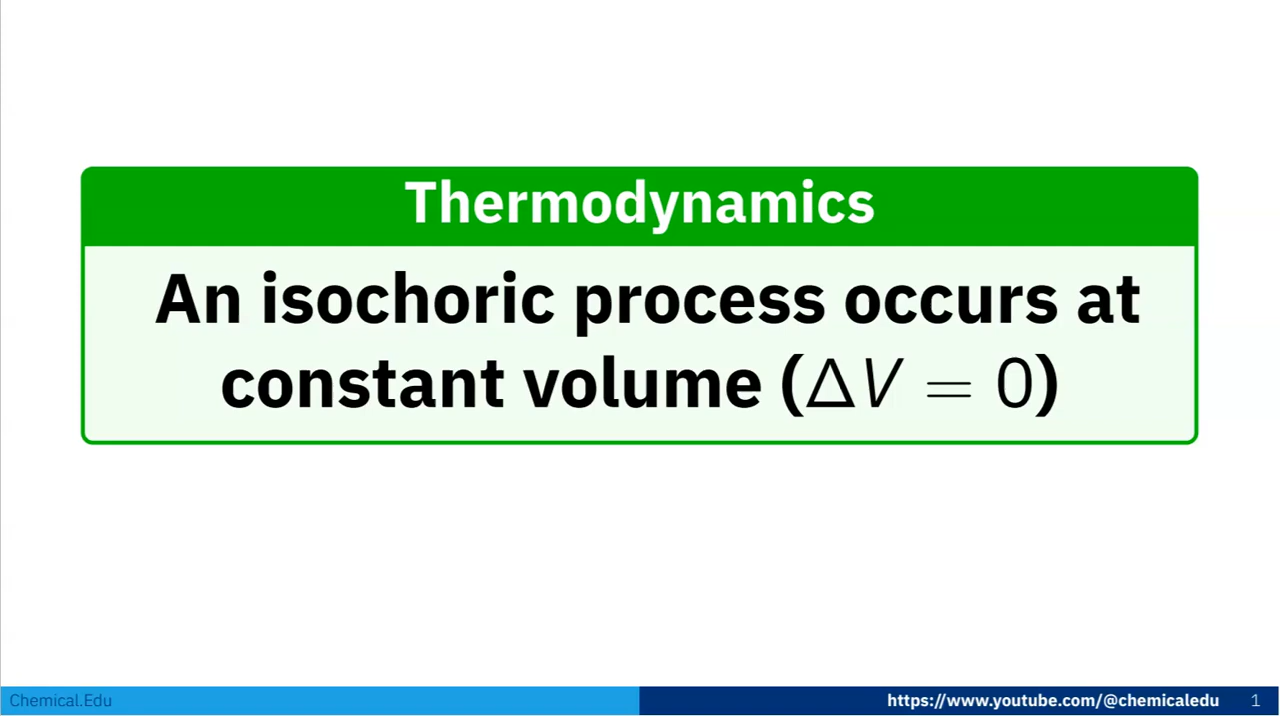 Thermodynamics
An isochoric process occurs at
constant volume (ΔV = 0)
Chemical.Edu
https://www.youtube.com/@chemicaledu
1